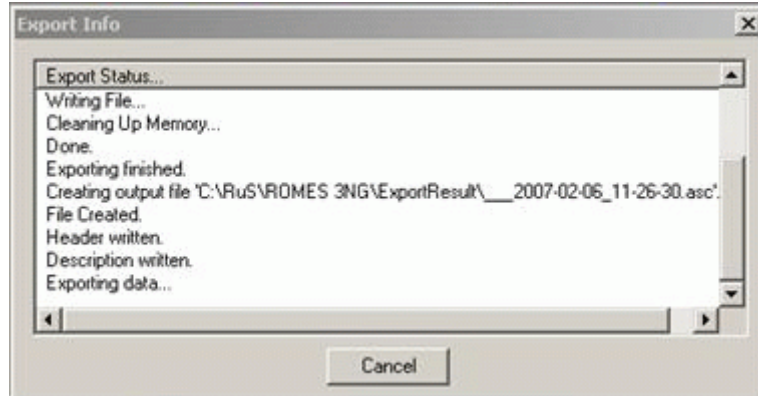 Export Info
Export Status...
Writing File...
Cleaning Up Memory...
Done.
Exporting finished.
Creating output file 'C:\RuS\ROMES 3NG\ExportResult\___2007-02-06_11-26-30.asc'.
File Created.
Header written.
Description written.
Exporting data...
Cancel